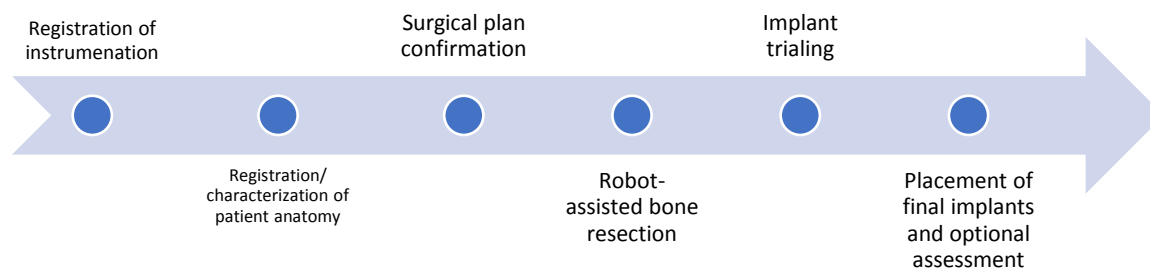 Registration of
instrumenation
Registration/
characterization of
patient anatomy
Surgical plan
confirmation
Robot-
assisted bone
resection
Implant
trialing
Placement of
final implants
and optional
assessment